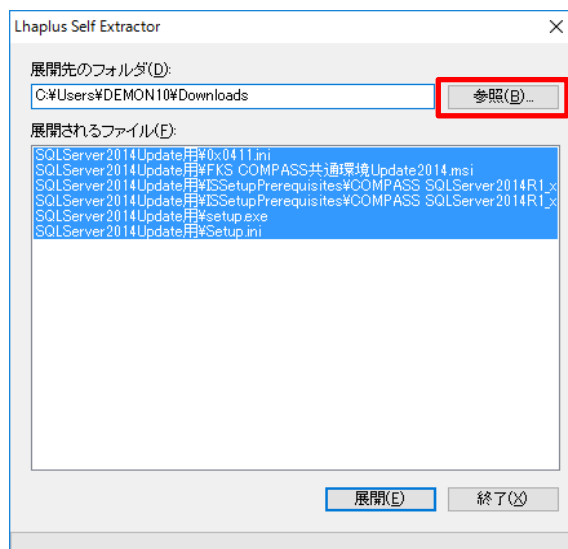 Lhaplus Self Extractor
展開先のフォルダ(D):
C:¥Users¥DEMON10¥Downloads
参照(B)...
展開されるファイル(F):
SQLServer2014Update用¥0x0411.ini
SQLServer2014Update用¥FKS COMPASS共通環境Update2014.msi
SQLServer2014Update用¥ISSetupPrerequisites¥COMPASS SQLServer2014R1_x
SQLServer2014Update用¥ISSetupPrerequisites¥COMPASS SQLServer2014R1_x
SQLServer2014Update用¥setup.exe
SQLServer2014Update用¥Setup.ini
展開(E)
終了(X)